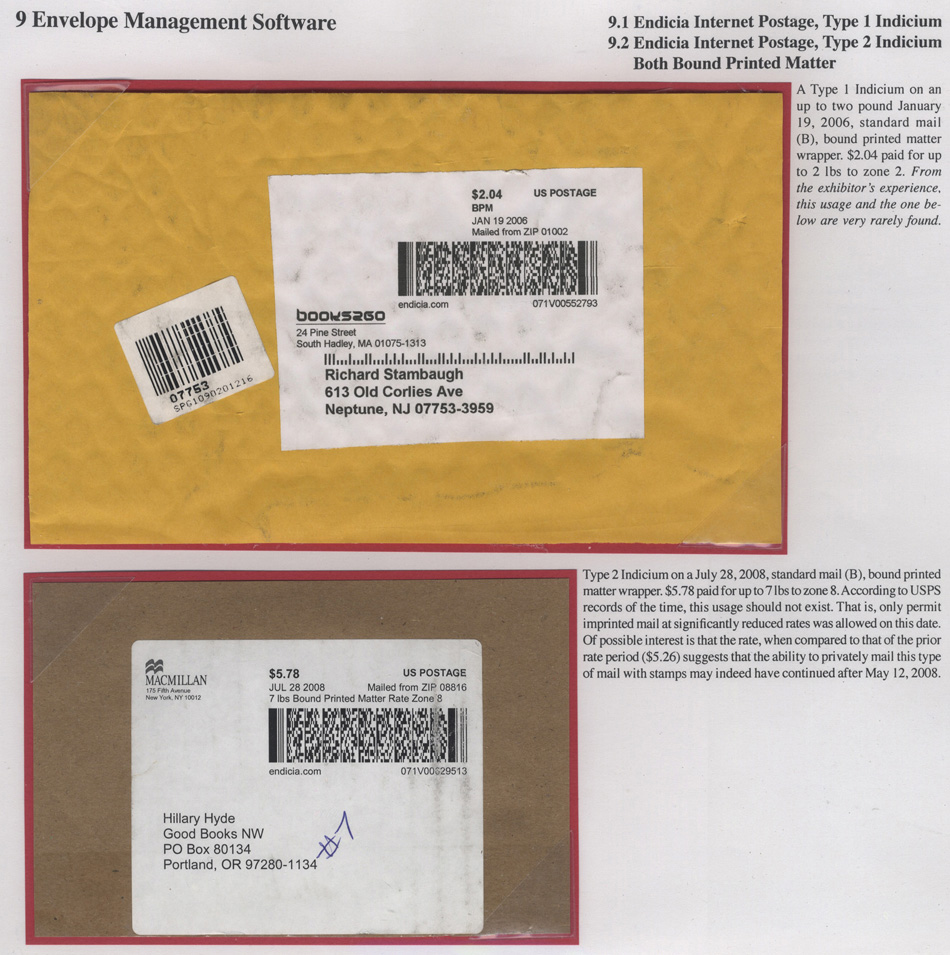 9 Envelope Management Software
9.1 Endicia Internet Postage, Type 1 Indicium
9.2 Endicia Internet Postage, Type 2 Indicium
Both Bound Printed Matter
A Type 1 Indicium on an
up to two pound January
19, 2006, standard mail
(B), bound printed matter
wrapper. $2.04 paid for up
to 2 lbs to zone 2. From
the exhibitor's experience,
this usage and the one be-
low are very rarely found.
$2.04 US POSTAGE
BPM
JAN 19 2006
Mailed from ZIP 01002
endicia.com 071V00552793
books2go
24 Pine Street
South Hadley, MA 01075-1313
Richard Stambaugh
613 Old Corlies Ave
Neptune, NJ 07753-3959
07753
SPG1090201216
Type 2 Indicium on a July 28, 2008, standard mail (B), bound printed
matter wrapper. $5.78 paid for up to 7 lbs to zone 8. According to USPS
records of the time, this usage should not exist. That is, only permit
imprinted mail at significantly reduced rates was allowed on this date.
Of possible interest is that the rate, when compared to that of the prior
rate period ($5.26) suggests that the ability to privately mail this type
of mail with stamps may indeed have continued after May 12, 2008.
MACMILLAN
175 Fifth Avenue
New York, NY 10012
$5.78 US POSTAGE
JUL 28 2008 Mailed from ZIP 08816
7 lbs Bound Printed Matter Rate Zone 8
endicia.com
Hillary Hyde
Good Books NW
PO Box 80134
Portland, OR 97280-1134
#1